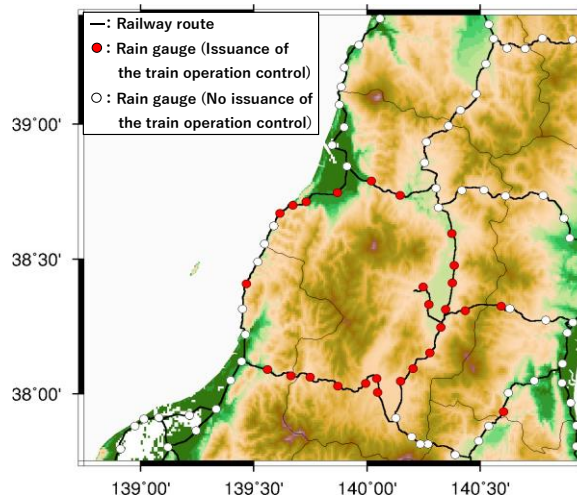 : Railway route
: Rain gauge (Issuance of
the train operation control)
: Rain gauge (No issuance of
the train operation control)
39°00'
38°30'
38°00'
139°00' 139°30' 140°00' 140°30'